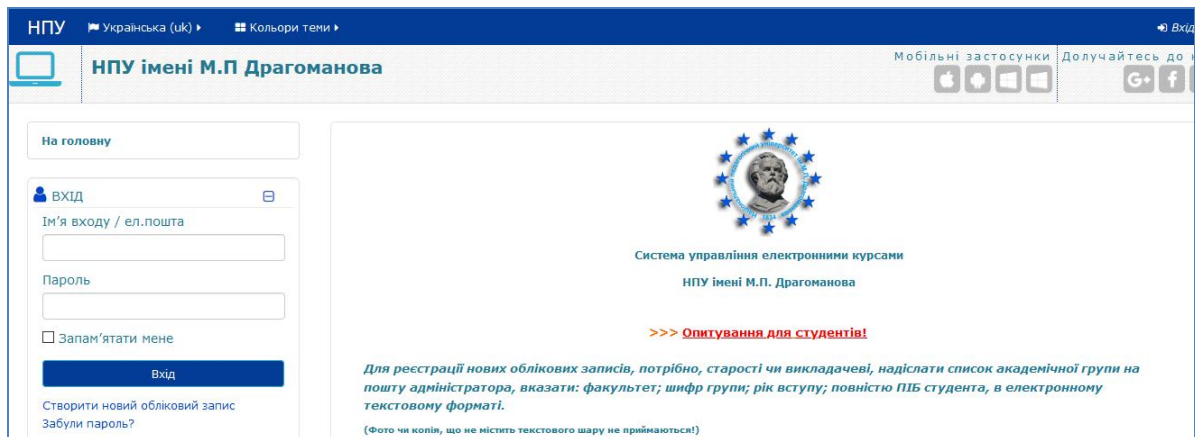 НПУ Українська (uk) Кольори теми Вхід
НПУ імені М.П Драгоманова
Мобільні застосунки Долучайтесь до
На головну
ВХІД
Ім’я входу / ел.пошта
Пароль
Запам’ятати мене
Вхід
Створити новий обліковий запис
Забули пароль?
1834
Система управління електронними курсами
НПУ імені М.П. Драгоманова
>>> Опитування для студентів!
Для реєстрації нових облікових записів, потрібно, старості чи викладачеві, надіслати список академічної групи на
пошту адміністратора, вказати: факультет; шифр групи; рік вступу; повністю ПІБ студента, в електронному
текстовому форматі.
(Фото чи копія, що не містить текстового шару не приймаються!)